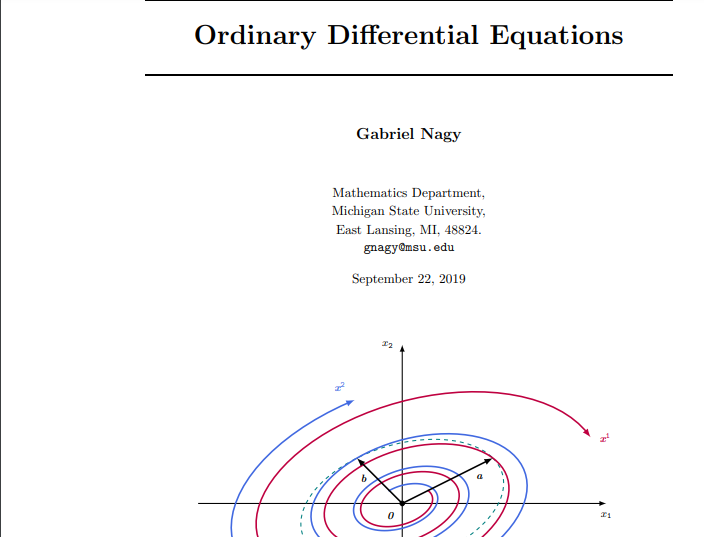 Ordinary Differential Equations
Gabriel Nagy
Mathematics Department,
Michigan State University,
East Lansing, MI, 48824.
gnagy@msu.edu
September 22, 2019
x₂
x²
x¹
b
a
0
x₁